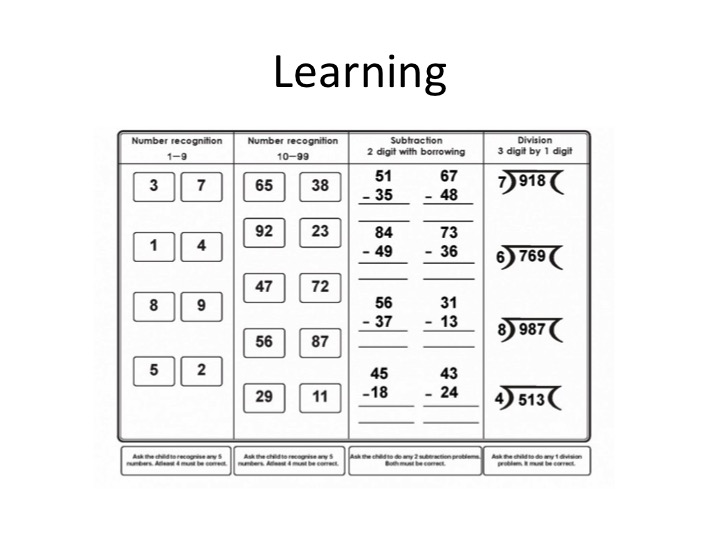 Learning
Number recognition
1—9
Number recognition
10—99
Subtraction
2 digit with borrowing
Division
3 digit by 1 digit
3 7
1 4
8 9
5 2
65 38
92 23
47 72
56 87
29 11
51 67
- 35 - 48
84 73
- 49 - 36
56 31
- 37 - 13
45 43
-18 - 24
7)918(
6)769(
8)987(
4)513(
Ask the child to recognise any 5
numbers. Atleast 4 must be correct.
Ask the child to recognise any 5
numbers. Atleast 4 must be correct.
Ask the child to do any 2 subtraction problems.
Both must be correct.
Ask the child to do any 1 division
problem. It must be correct.